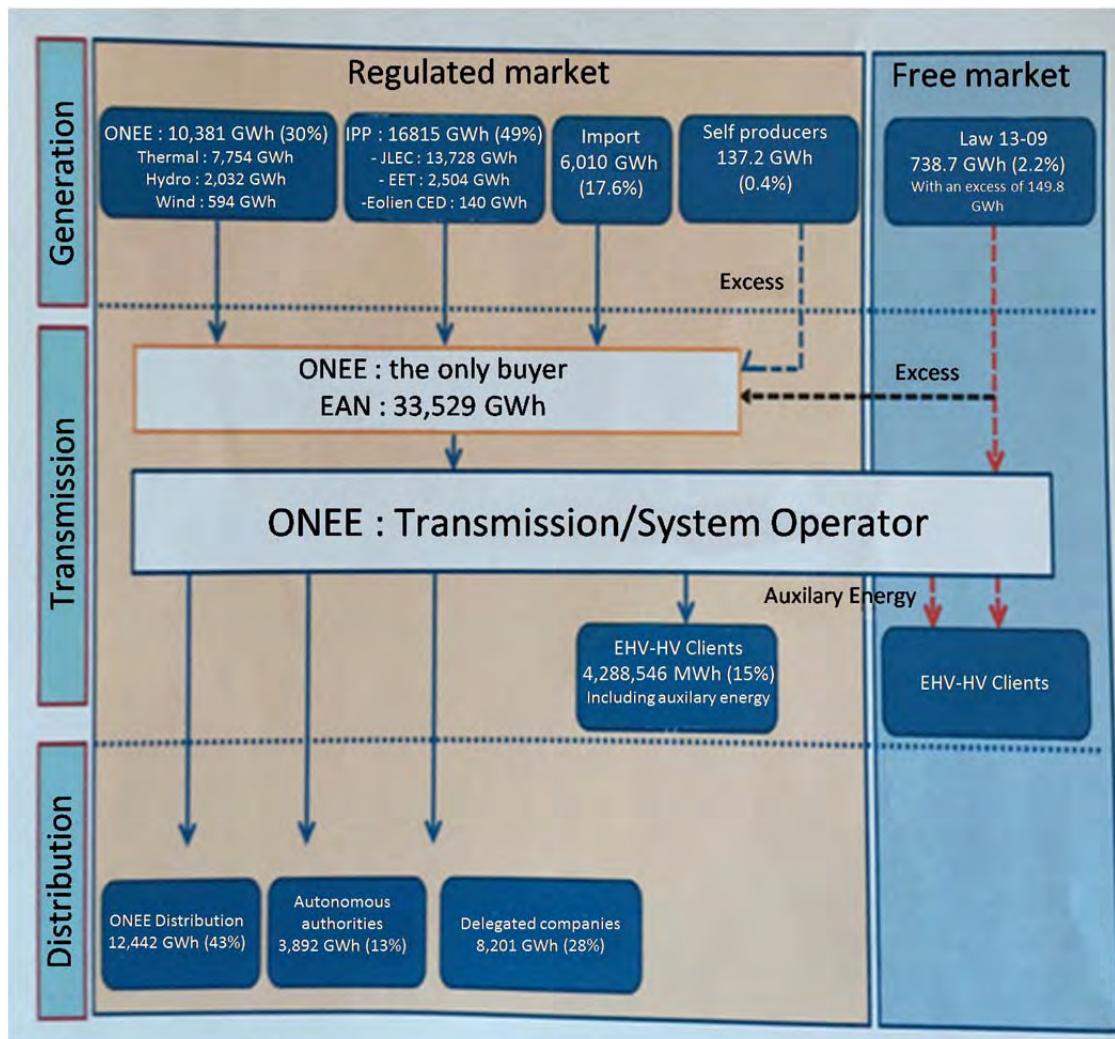 Regulated market
Free market
Generation
ONEE : 10,381 GWh (30%)
Thermal : 7,754 GWh
Hydro : 2,032 GWh
Wind : 594 GWh
IPP : 16815 GWh (49%)
- JLEC : 13,728 GWh
- EET : 2,504 GWh
-Eolien CED : 140 GWh
Import
6,010 GWh
(17.6%)
Self producers
137.2 GWh
(0.4%)
Law 13-09
738.7 GWh (2.2%)
With an excess of 149.8
GWh
Excess
Transmission
ONEE : the only buyer
EAN : 33,529 GWh
Excess
ONEE : Transmission/System Operator
Auxilary Energy
EHV-HV Clients
4,288,546 MWh (15%)
Including auxilary energy
EHV-HV Clients
Distribution
ONEE Distribution
12,442 GWh (43%)
Autonomous
authorities
3,892 GWh (13%)
Delegated companies
8,201 GWh (28%)